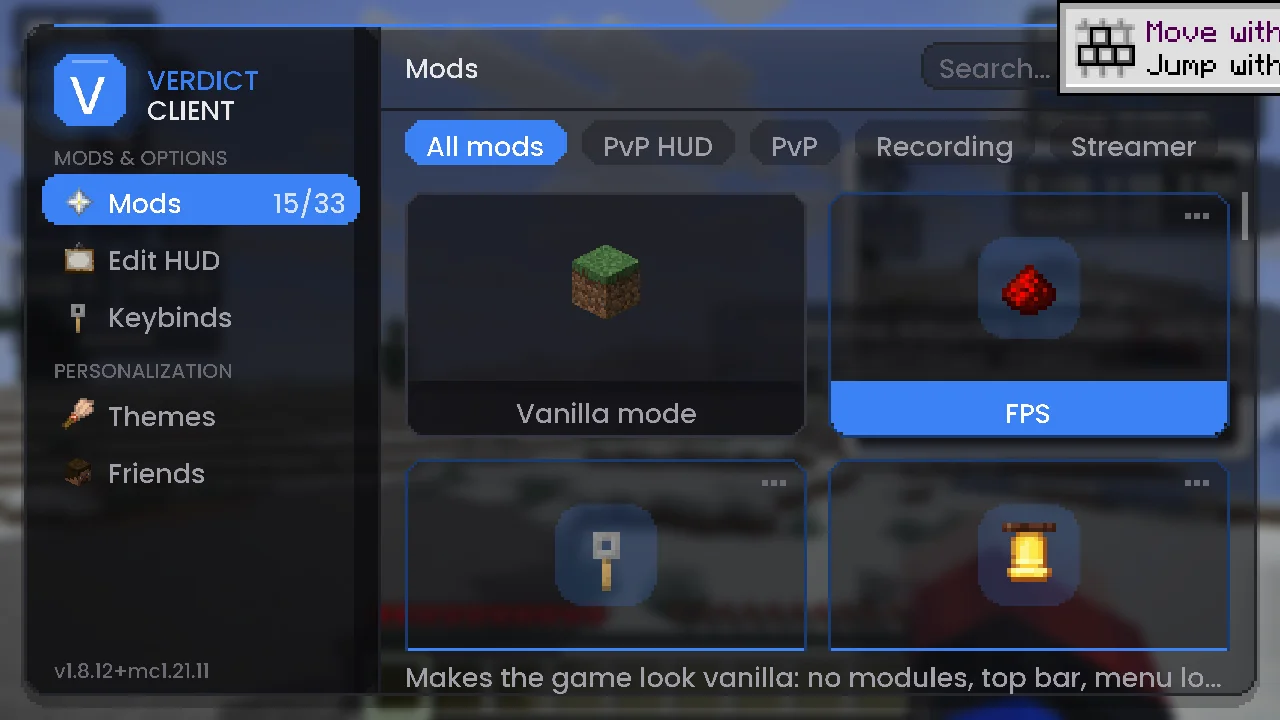 VERDICT
CLIENT
MODS & OPTIONS
Mods 15/33
Edit HUD
Keybinds
PERSONALIZATION
Themes
Friends
v1.8.12+mc1.21.11
Mods
Search...
Move with
Jump with
All mods
PvP HUD
PvP
Recording
Streamer
Vanilla mode
FPS
Makes the game look vanilla: no modules, top bar, menu lo...